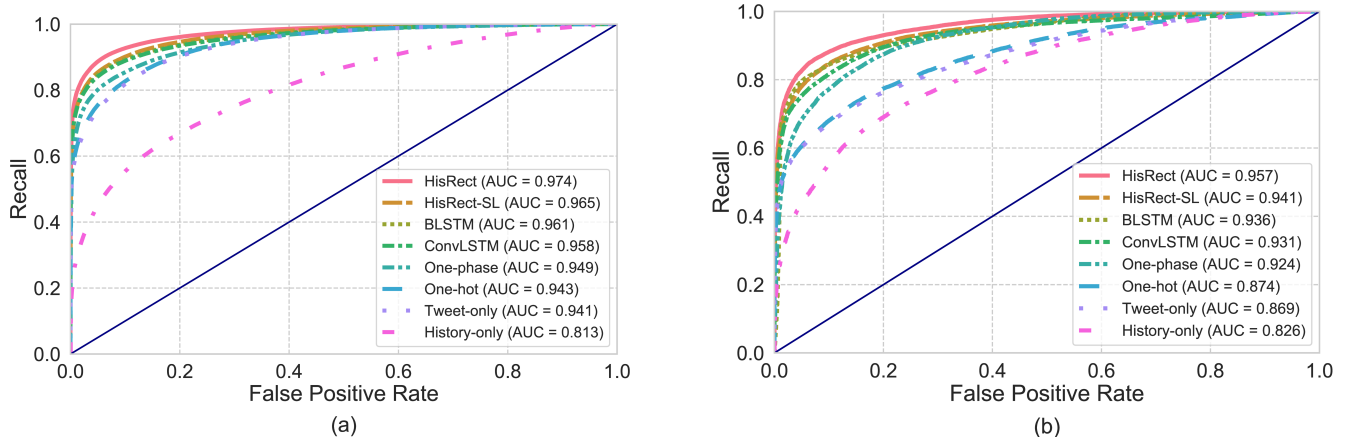 1.0
0.8
0.6
0.4
0.2
0.0
Recall
HisRect (AUC = 0.974)
HisRect-SL (AUC = 0.965)
BLSTM (AUC = 0.961)
ConvLSTM (AUC = 0.958)
One-phase (AUC = 0.949)
One-hot (AUC = 0.943)
Tweet-only (AUC = 0.941)
History-only (AUC = 0.813)
0.0 0.2 0.4 0.6 0.8 1.0
False Positive Rate
(a)
1.0
0.8
0.6
0.4
0.2
0.0
Recall
HisRect (AUC = 0.957)
HisRect-SL (AUC = 0.941)
BLSTM (AUC = 0.936)
ConvLSTM (AUC = 0.931)
One-phase (AUC = 0.924)
One-hot (AUC = 0.874)
Tweet-only (AUC = 0.869)
History-only (AUC = 0.826)
0.0 0.2 0.4 0.6 0.8 1.0
False Positive Rate
(b)